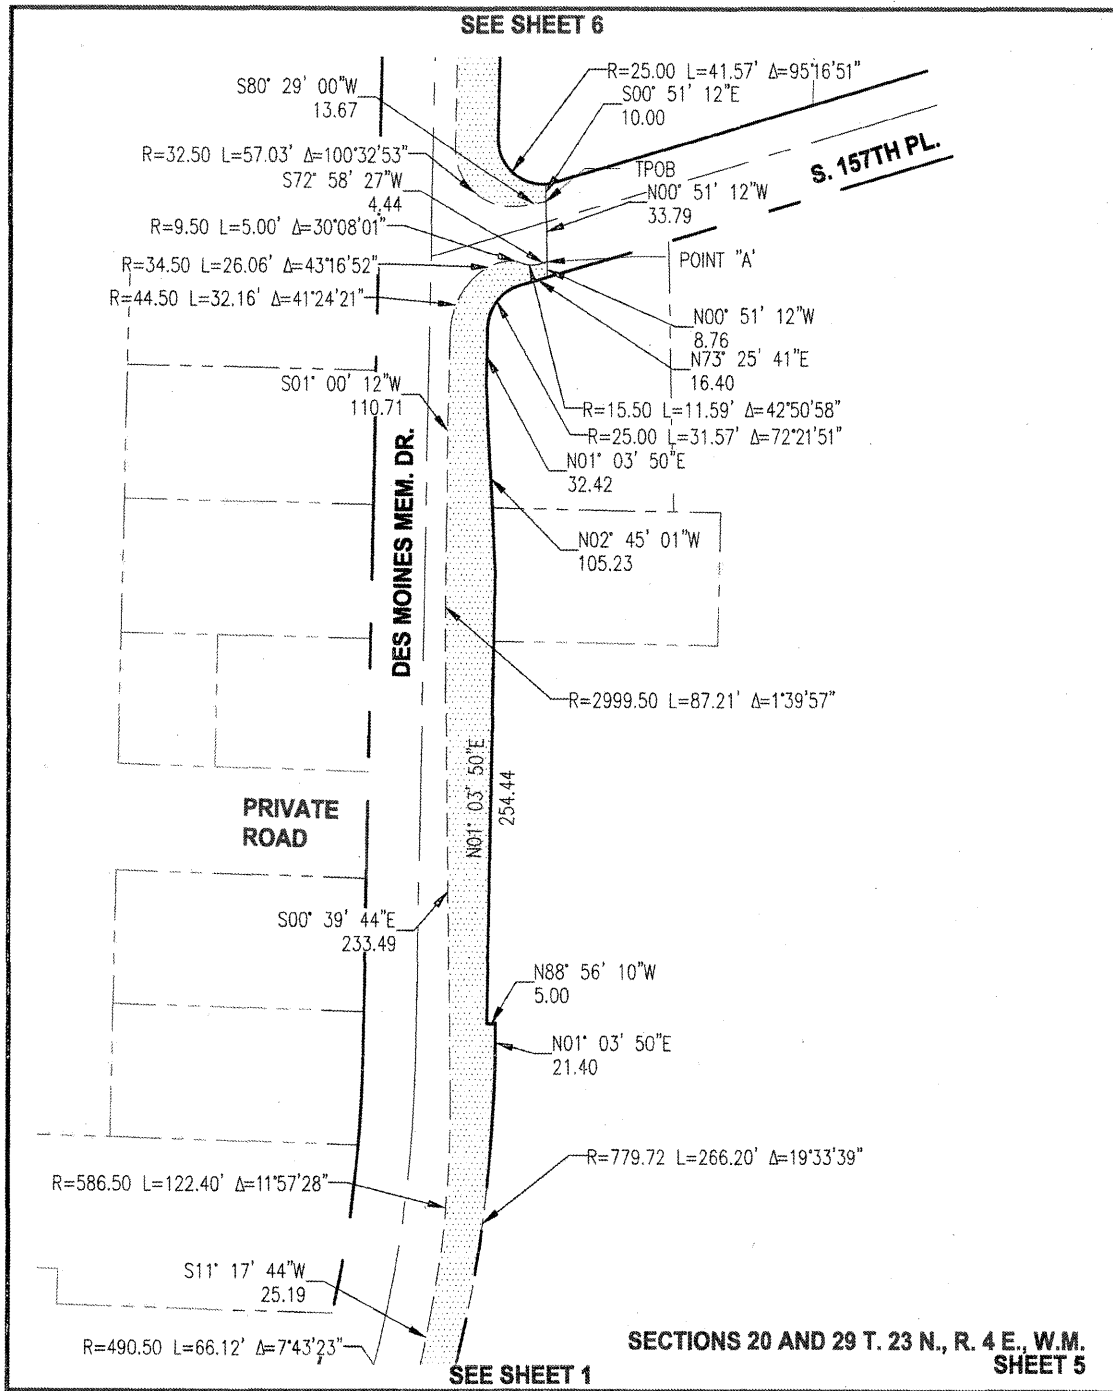 SEE SHEET 6
R=25.00 L=41.57' Δ=95°16'51"
S80° 29' 00"W
13.67
S00° 51' 12"E
10.00
R=32.50 L=57.03' Δ=100°32'53"
TPOB
S. 157TH PL.
S72° 58' 27"W
4.44
N00° 51' 12"W
33.79
R=9.50 L=5.00' Δ=30°08'01"
POINT "A'
R=34.50 L=26.06' Δ=43°16'52"
R=44.50 L=32.16' Δ=41°24'21"
N00° 51' 12"W
8.76
N73° 25' 41"E
16.40
S01° 00' 12"W
110.71
R=15.50 L=11.59' Δ=42°50'58"
R=25.00 L=31.57' Δ=72°21'51"
N01° 03' 50"E
32.42
DES MOINES MEM. DR.
N02° 45' 01"W
105.23
R=2999.50 L=87.21' Δ=1°39'57"
N01° 03' 50"E
254.44
PRIVATE
ROAD
S00° 39' 44"E
233.49
N88° 56' 10"W
5.00
N01° 03' 50"E
21.40
R=779.72 L=266.20' Δ=19°33'39"
R=586.50 L=122.40' Δ=11°57'28"
S11° 17' 44"W
25.19
R=490.50 L=66.12' Δ=7°43'23"
SECTIONS 20 AND 29 T. 23 N., R. 4 E., W.M.
SHEET 5
SEE SHEET 1